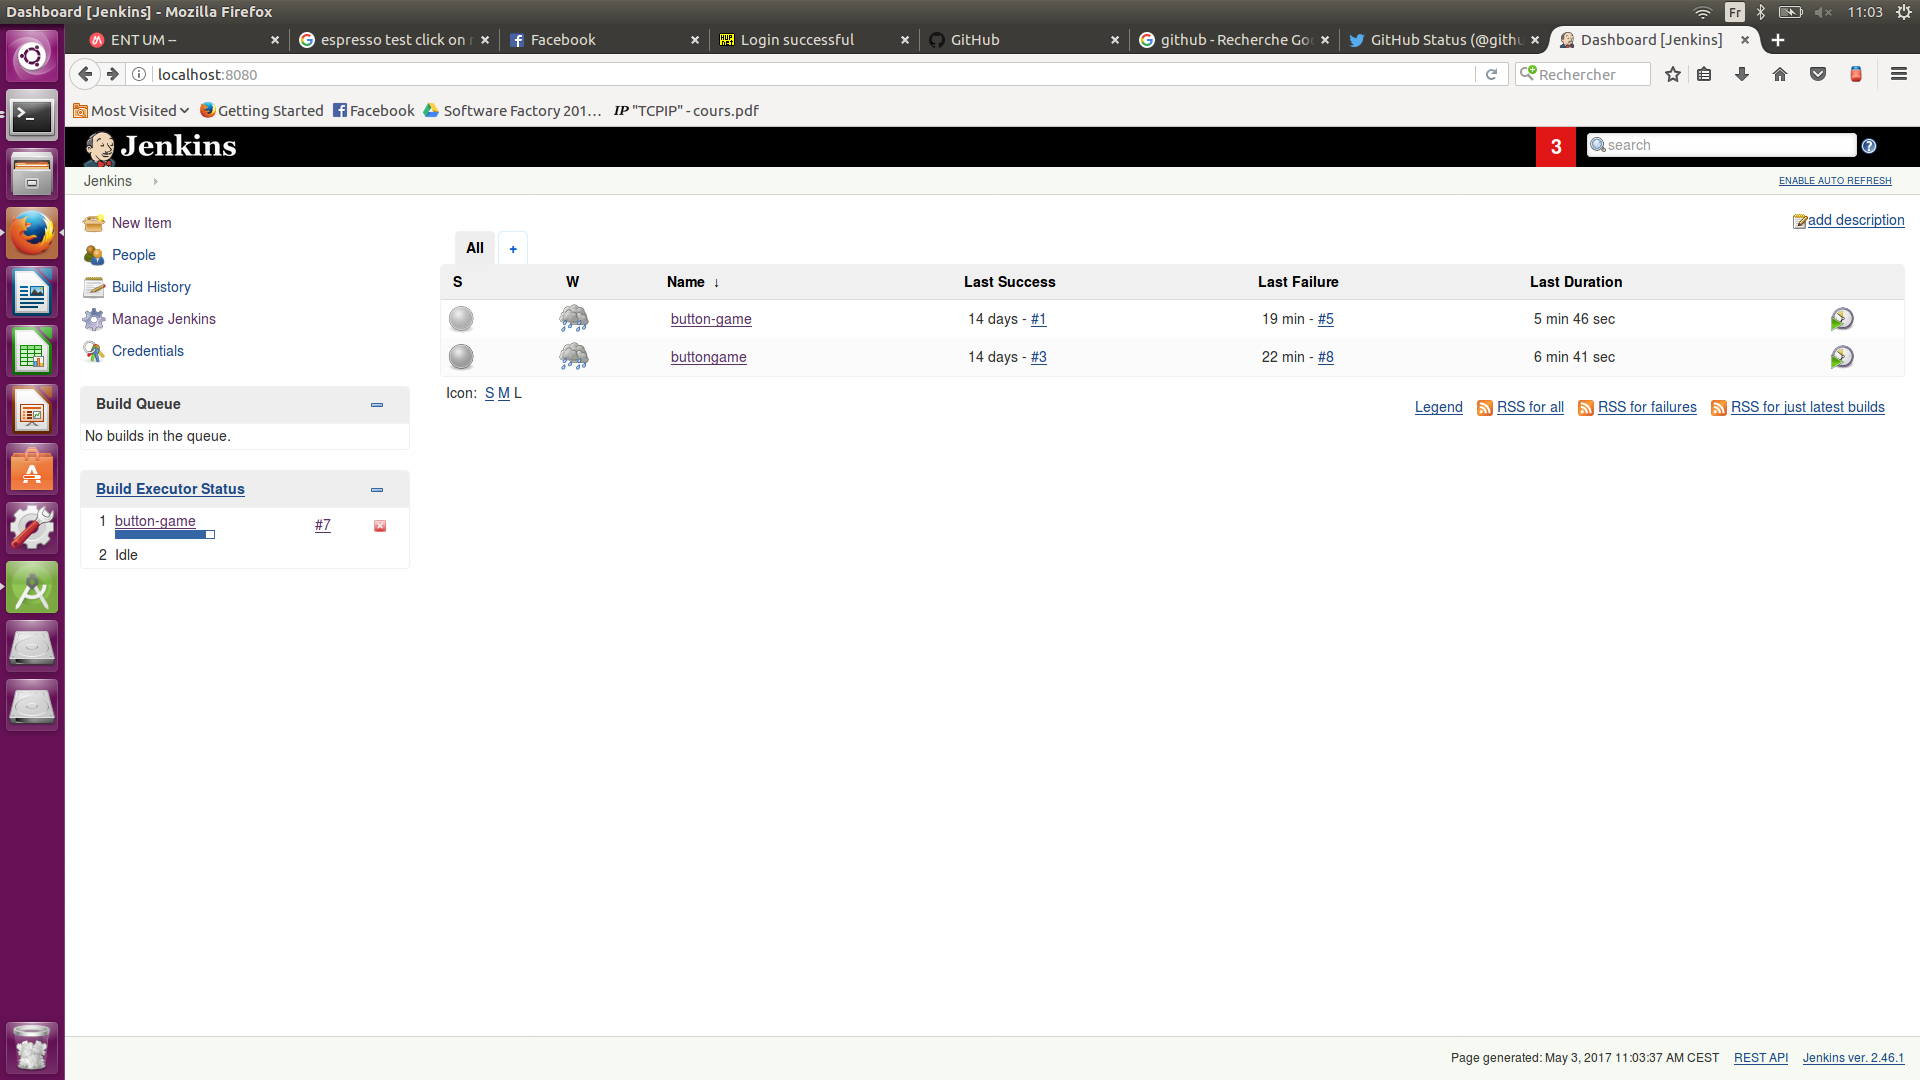 Dashboard [Jenkins] - Mozilla Firefox
Fr
11:03
ENT UM --
espresso test click on
Facebook
Login successful
GitHub
github - Recherche Go
GitHub Status (@githu
Dashboard [Jenkins]
localhost:8080
Rechercher
Most Visited
Getting Started
Facebook
Software Factory 201...
IP "TCPIP" - cours.pdf
Jenkins
3
search
Jenkins
ENABLE AUTO REFRESH
New Item
People
Build History
Manage Jenkins
Credentials
add description
All
+
S W Name ↓ Last Success Last Failure Last Duration
button-game 14 days - #1 19 min - #5 5 min 46 sec
buttongame 14 days - #3 22 min - #8 6 min 41 sec
Icon: S M L
Legend RSS for all RSS for failures RSS for just latest builds
Build Queue
No builds in the queue.
Build Executor Status
1 button-game #7
2 Idle
Page generated: May 3, 2017 11:03:37 AM CEST REST API Jenkins ver. 2.46.1